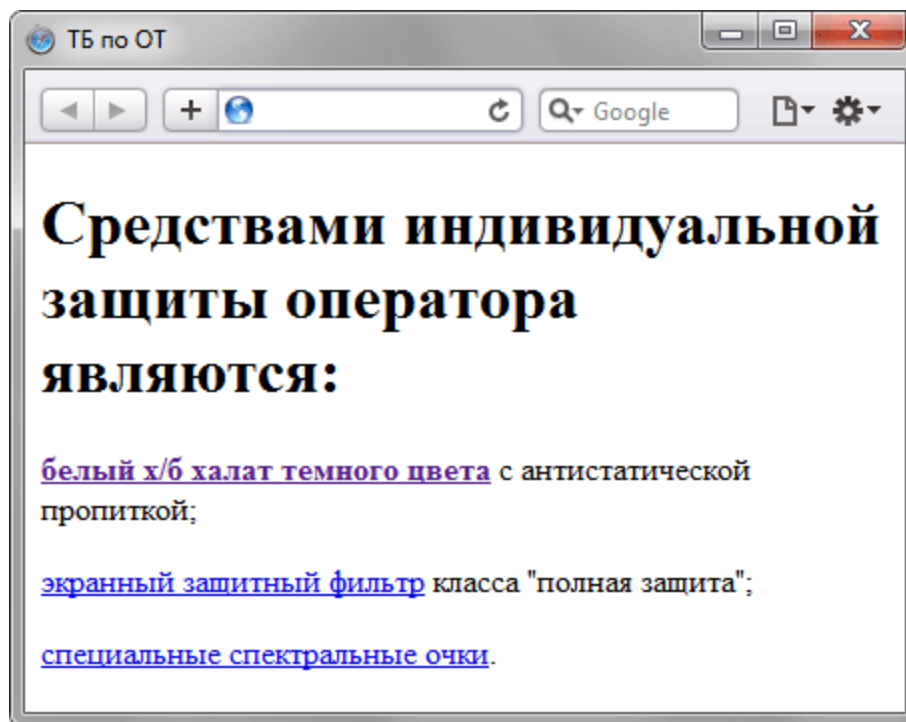 ТБ по ОТ
Google
Средствами индивидуальной
защиты оператора
являются:
белый х/б халат темного цвета с антистатической
пропиткой;
экранный защитный фильтр класса "полная защита";
специальные спектральные очки.